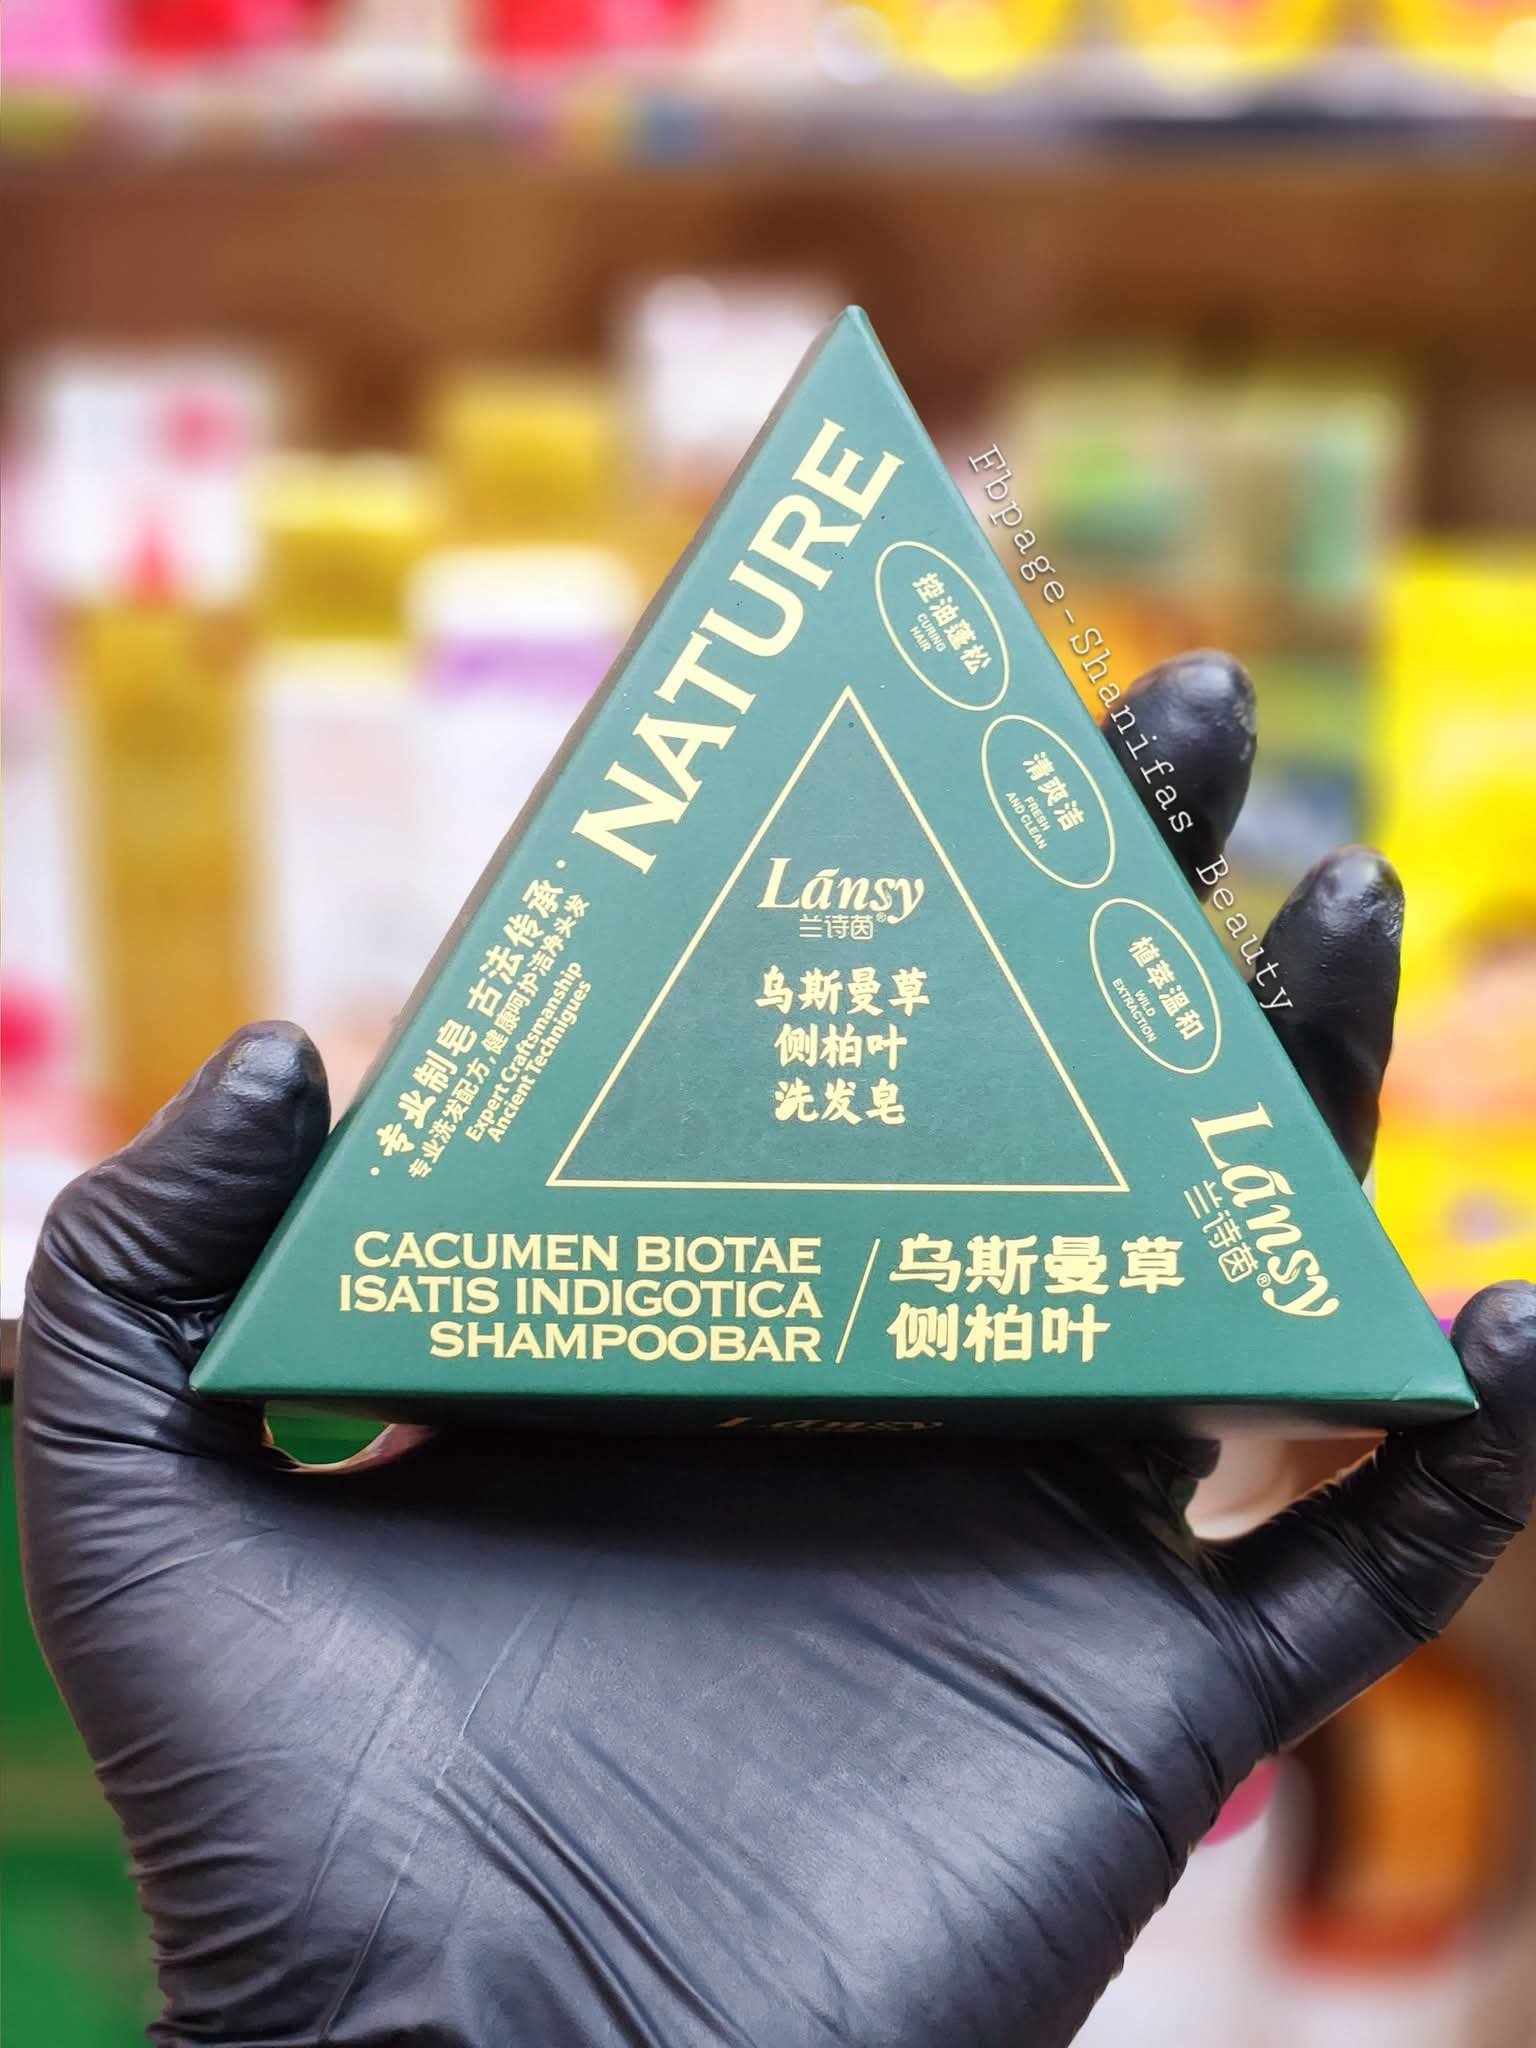 NATURE
控油蓬松
CURING
HAIR
清爽洁
FRESH
AND CLEAN
植萃温和
WILD
EXTRACTION
Fbpage-Shanifas Beauty
Lānsy
兰诗茵®
乌斯曼草
侧柏叶
洗发皂
·专业制皂 古法传承·
专业洗发配方,健康呵护洁净头发
Expert Craftsmanship
Ancient Techniques
CACUMEN BIOTAE
ISATIS INDIGOTICA
SHAMPOOBAR
乌斯曼草
侧柏叶
Lānsy
兰诗茵®
Lānsy